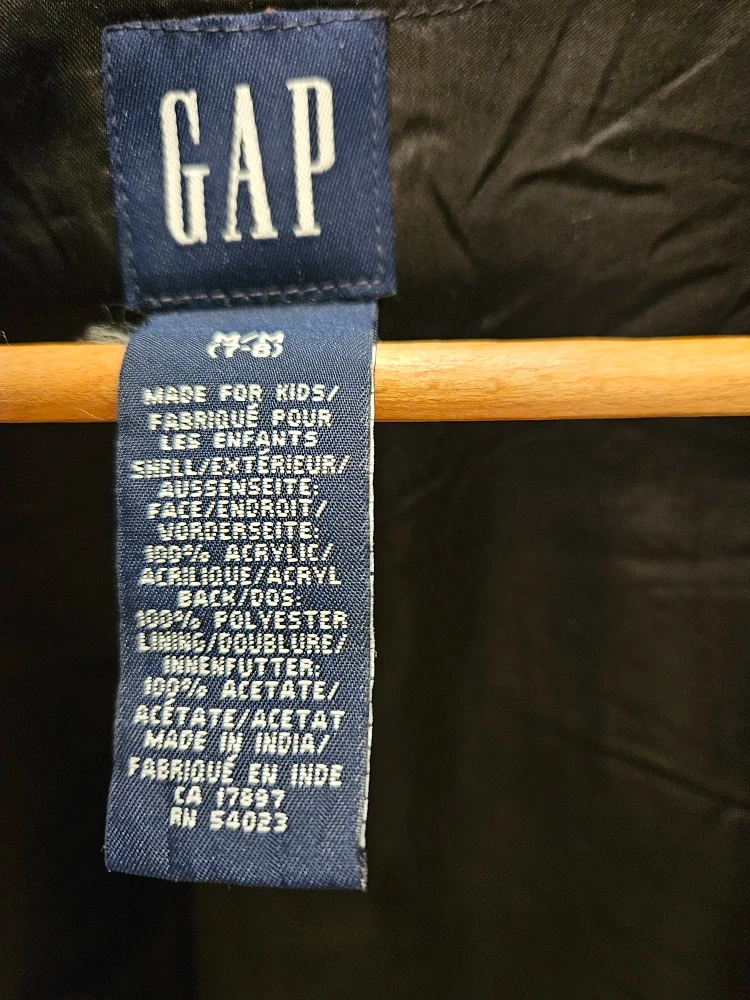 GAP
M/M
(7-8)
MADE FOR KIDS/
FABRIQUÉ POUR
LES ENFANTS
SHELL/EXTÉRIEUR/
AUSSENSEITE:
FACE/ENDROIT/
VORDERSEITE:
100% ACRYLIC/
ACRILIQUE/ACRYL
BACK/DOS:
100% POLYESTER
LINING/DOUBLURE/
INNENFUTTER:
100% ACETATE/
ACÉTATE/ACETAT
MADE IN INDIA/
FABRIQUÉ EN INDE
CA 17897
RN 54023